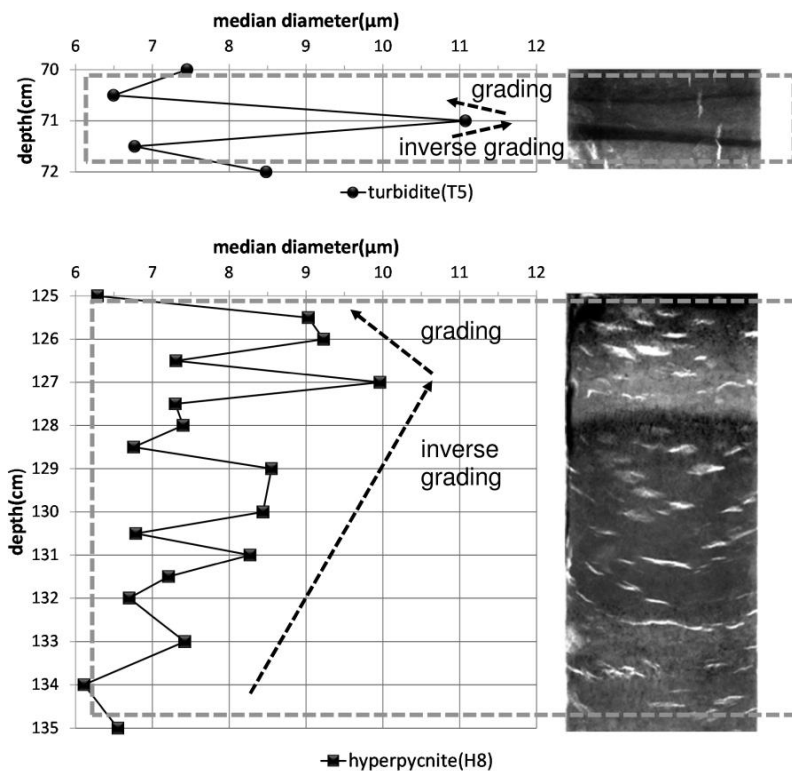 median diameter(μm)
6 7 8 9 10 11 12
70
71
72
depth(cm)
grading
inverse grading
turbidite(T5)
median diameter(μm)
6 7 8 9 10 11 12
125
126
127
128
129
130
131
132
133
134
135
depth(cm)
grading
inverse
grading
hyperpycnite(H8)